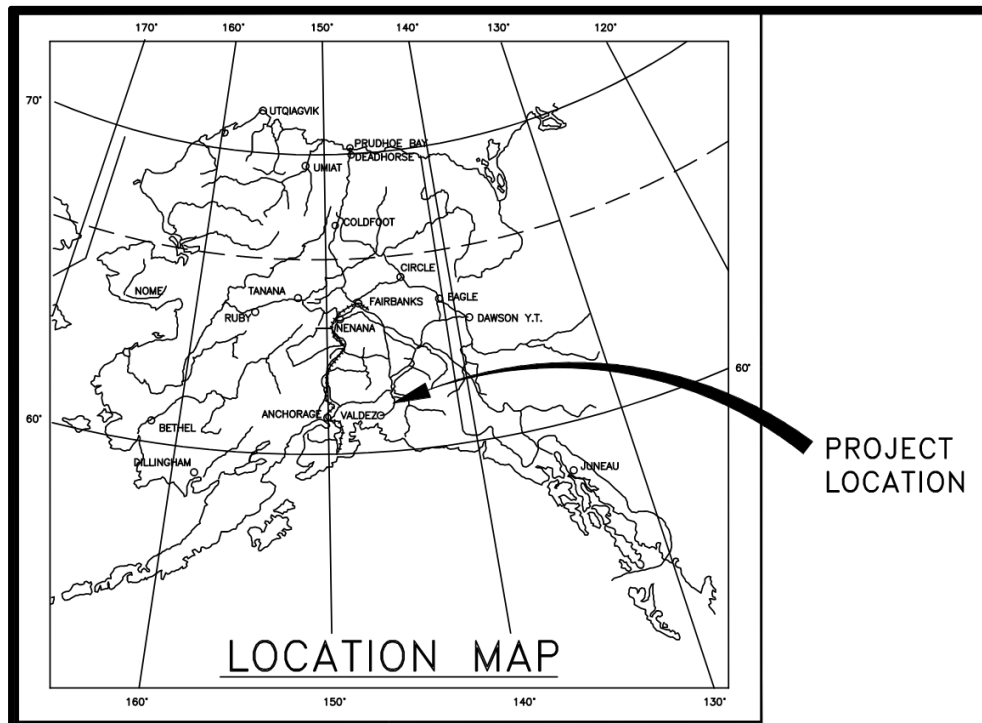 170°
160°
150°
140°
130°
120°
70°
UTQIAGVIK
PRUDHOE BAY
DEADHORSE
UMIAT
COLDFOOT
CIRCLE
NOME
TANANA
FAIRBANKS
EAGLE
RUBY
NENANA
DAWSON Y.T.
60°
60°
ANCHORAGE
VALDEZ
BETHEL
DILLINGHAM
JUNEAU
PROJECT
LOCATION
LOCATION MAP
160°
150°
140°
130°